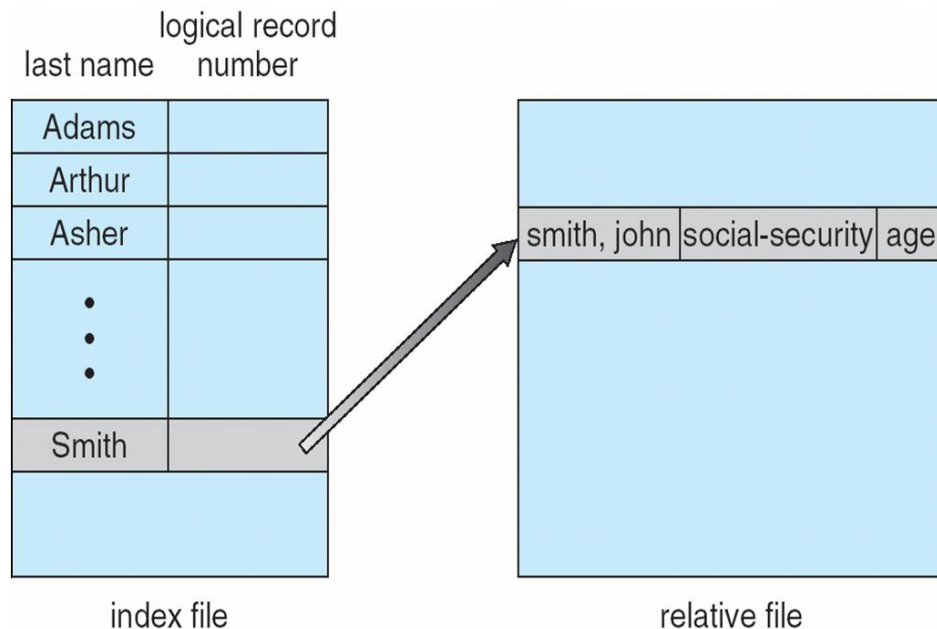 logical record
last name number
Adams
Arthur
Asher
Smith
smith, john social-security age
index file
relative file